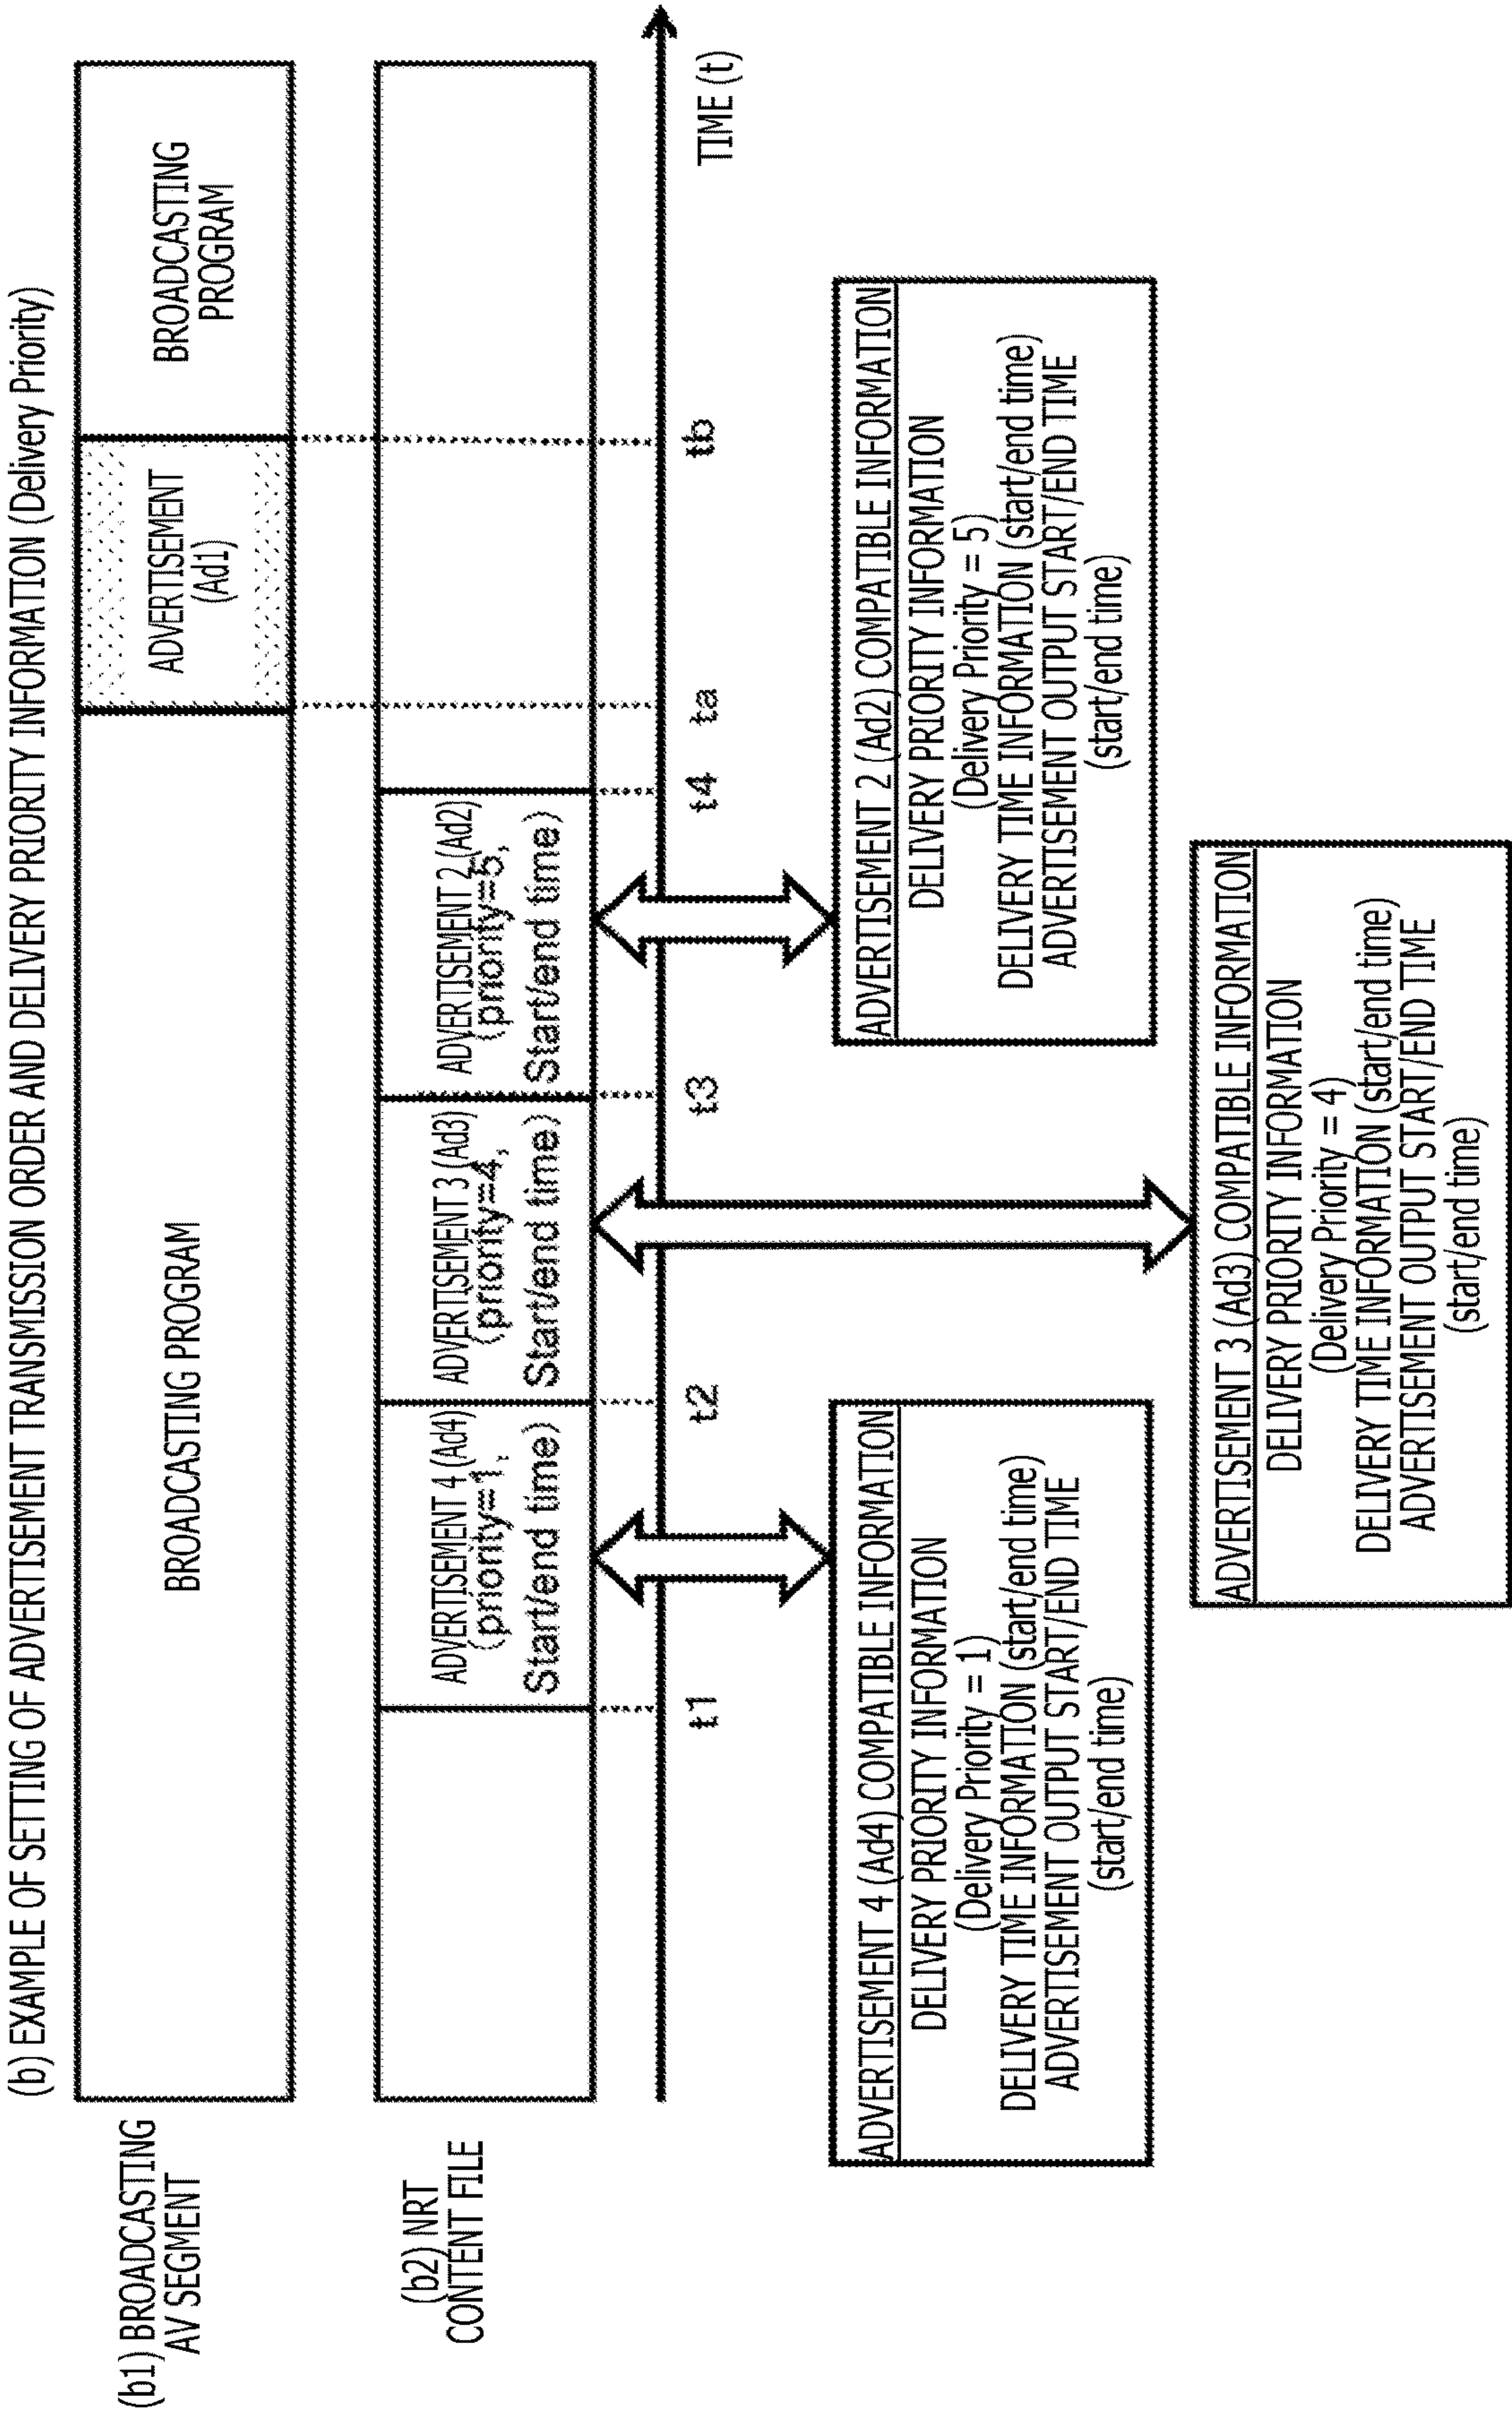 (b) EXAMPLE OF SETTING OF ADVERTISEMENT TRANSMISSION ORDER AND DELIVERY PRIORITY INFORMATION (Delivery Priority)
(b1) BROADCASTING
AV SEGMENT
BROADCASTING PROGRAM
ADVERTISEMENT
(Ad1)
BROADCASTING
PROGRAM
(b2) NRT
CONTENT FILE
ADVERTISEMENT 4 (Ad4)
(priority=1,
Start/end time)
ADVERTISEMENT 3 (Ad3)
(priority=4,
Start/end time)
ADVERTISEMENT 2 (Ad2)
(priority=5,
Start/end time)
t1
t2
t3
t4
ta
tb
TIME (t)
ADVERTISEMENT 4 (Ad4) COMPATIBLE INFORMATION
DELIVERY PRIORITY INFORMATION
(Delivery Priority = 1)
DELIVERY TIME INFORMATION (start/end time)
ADVERTISEMENT OUTPUT START/END TIME
(start/end time)
ADVERTISEMENT 2 (Ad2) COMPATIBLE INFORMATION
DELIVERY PRIORITY INFORMATION
(Delivery Priority = 5)
DELIVERY TIME INFORMATION (start/end time)
ADVERTISEMENT OUTPUT START/END TIME
(start/end time)
ADVERTISEMENT 3 (Ad3) COMPATIBLE INFORMATION
DELIVERY PRIORITY INFORMATION
(Delivery Priority = 4)
DELIVERY TIME INFORMATION (start/end time)
ADVERTISEMENT OUTPUT START/END TIME
(start/end time)